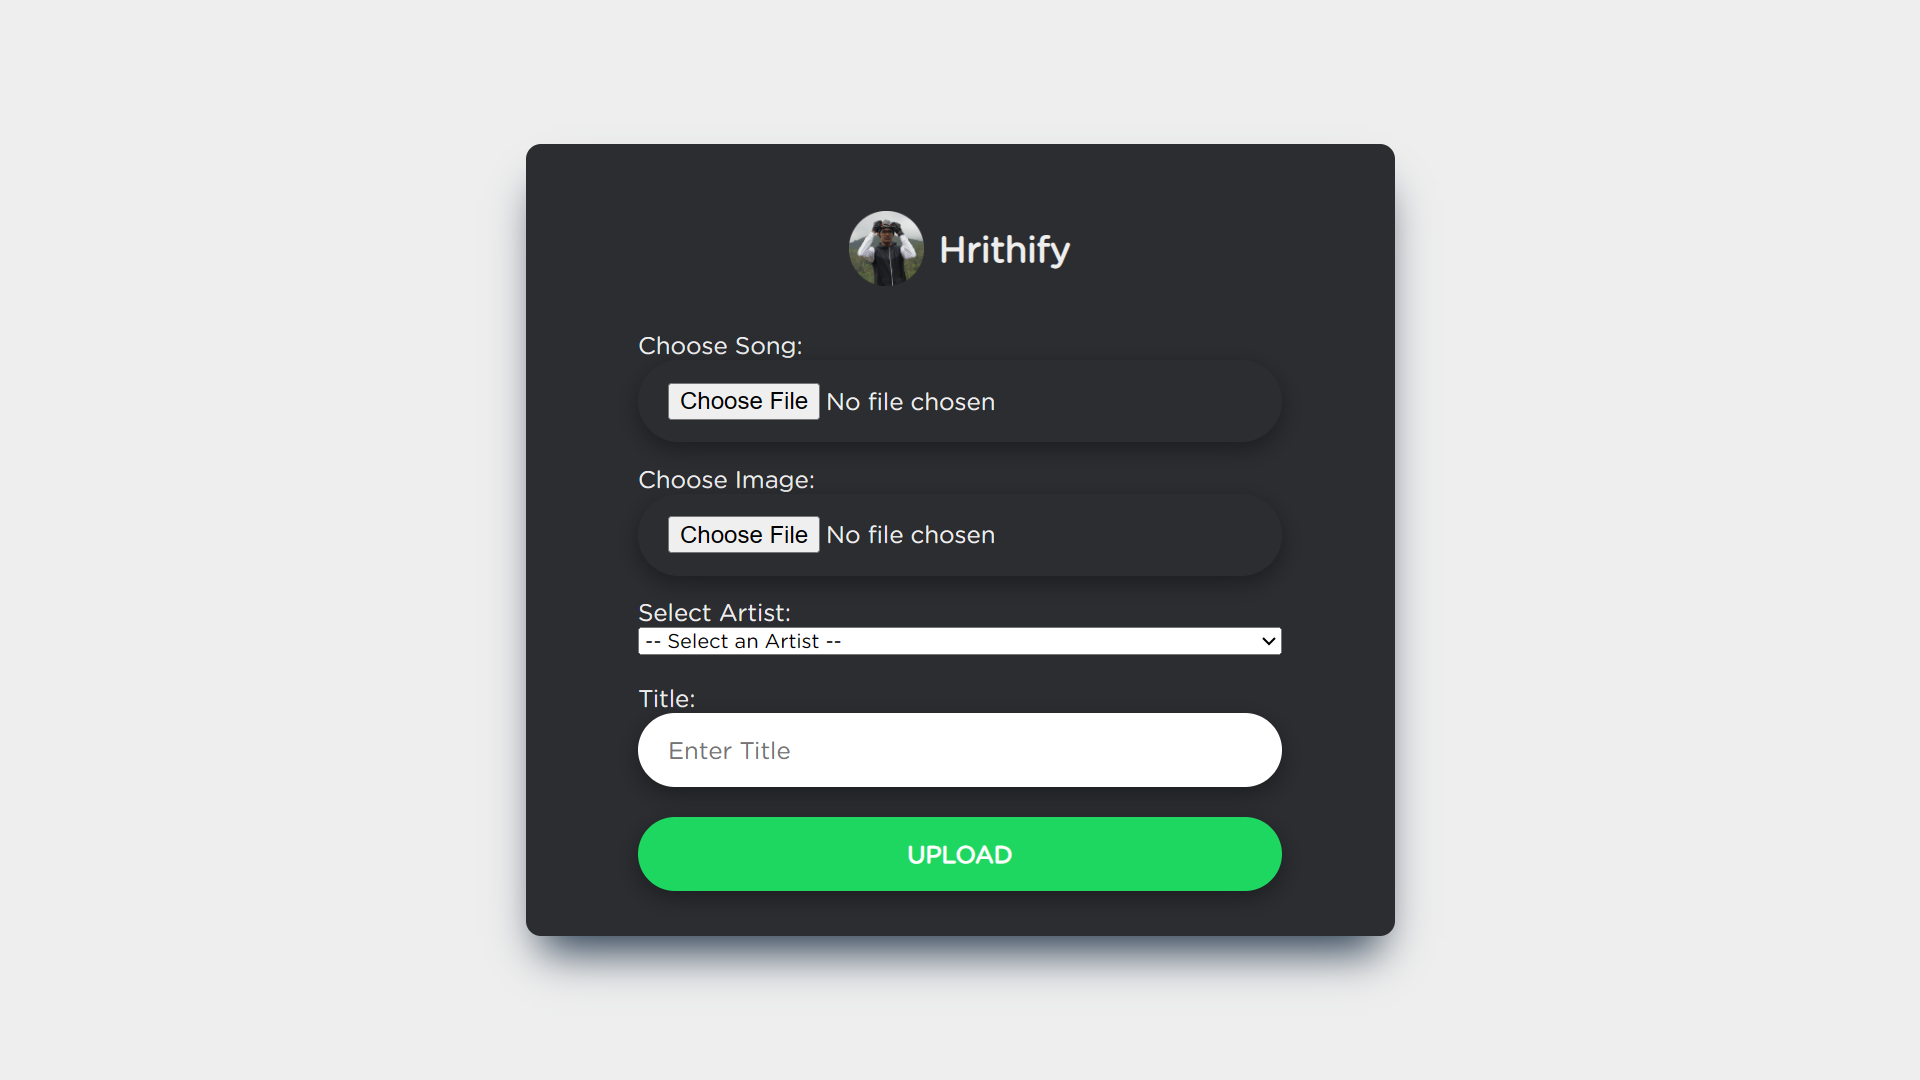 Hrithify
Choose Song:
Choose File No file chosen
Choose Image:
Choose File No file chosen
Select Artist:
-- Select an Artist --
Title:
Enter Title
UPLOAD